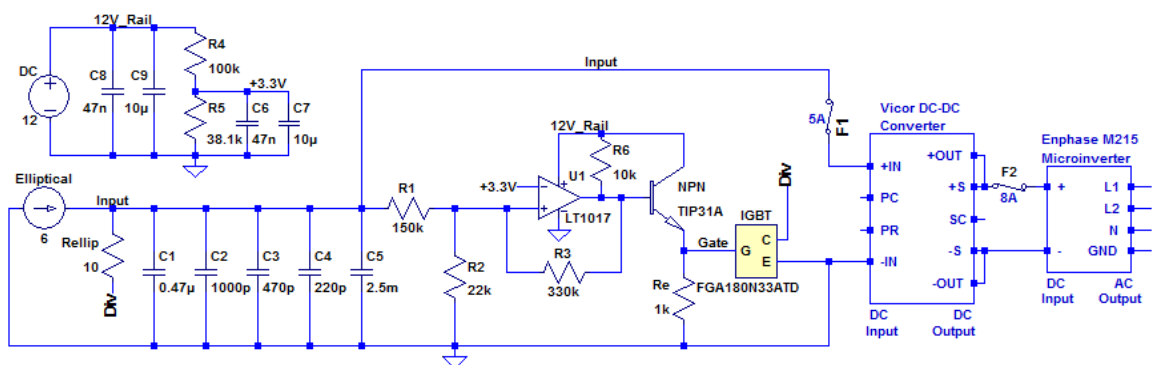 12V_Rail
DC
12
C8
47n
C9
10µ
R4
100k
+3.3V
R5
38.1k
C6
47n
C7
10µ
Elliptical
6
Input
Rellip
10
Div
C1
0.47µ
C2
1000p
C3
470p
C4
220p
C5
2.5m
R1
150k
R2
22k
+3.3V
12V_Rail
R6
10k
U1
LT1017
R3
330k
NPN
TIP31A
Gate
Re
1k
IGBT
G
C
E
FGA180N33ATD
Div
Input
5A
F1
Vicor DC-DC
Converter
+IN
PC
PR
-IN
+OUT
+S
SC
-S
-OUT
DC
Input
DC
Output
F2
8A
Enphase M215
Microinverter
+
-
L1
L2
N
GND
DC
Input
AC
Output